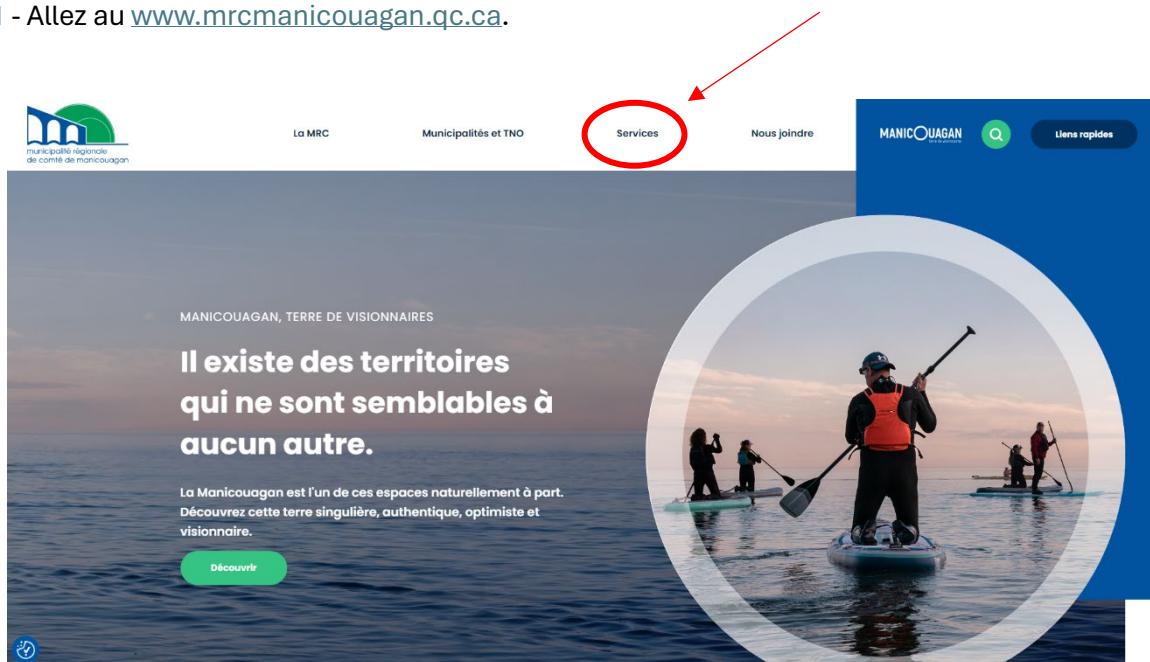 - Allez au www.mrcmanicouagan.qc.ca.
municipalité régionale
de comté de manicouagan
La MRC
Municipalités et TNO
Services
Nous joindre
MANICOUAGAN
Liens rapides
MANICOUAGAN, TERRE DE VISIONNAIRES
Il existe des territoires
qui ne sont semblables à
aucun autre.
La Manicouagan est l'un de ces espaces naturellement à part.
Découvrez cette terre singulière, authentique, optimiste et
visionnaire.
Découvrir